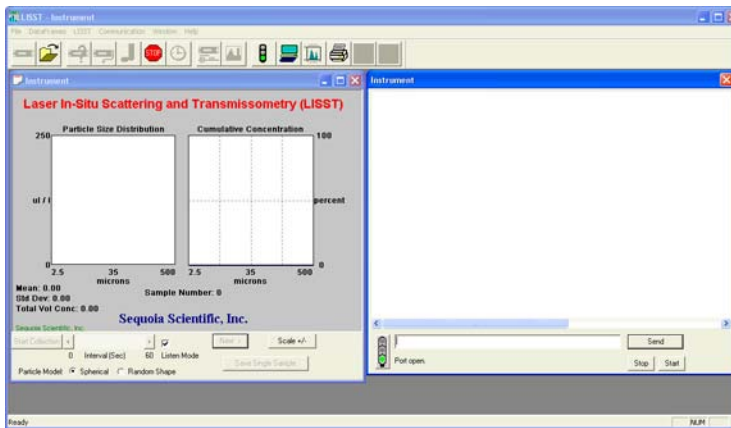 LISST - Instrument
File DataFrames LISST Communication Window Help
STOP
Instrument
Laser In-Situ Scattering and Transmissometry (LISST)
Particle Size Distribution Cumulative Concentration
250 100
ul / l percent
0 0
2.5 35 500 2.5 35 500
microns microns
Mean: 0.00
Sample Number: 0
Std Dev: 0.00
Total Vol Conc: 0.00
Sequoia Scientific, Inc.
Sequoia Scientific, Inc.
Start Collection Next > Scale +/-
0 Interval (Sec) 60 Listen Mode
Save Single Sample
Particle Model: Spherical Random Shape
Instrument
Send
Port open.
Stop Start
Ready NUM